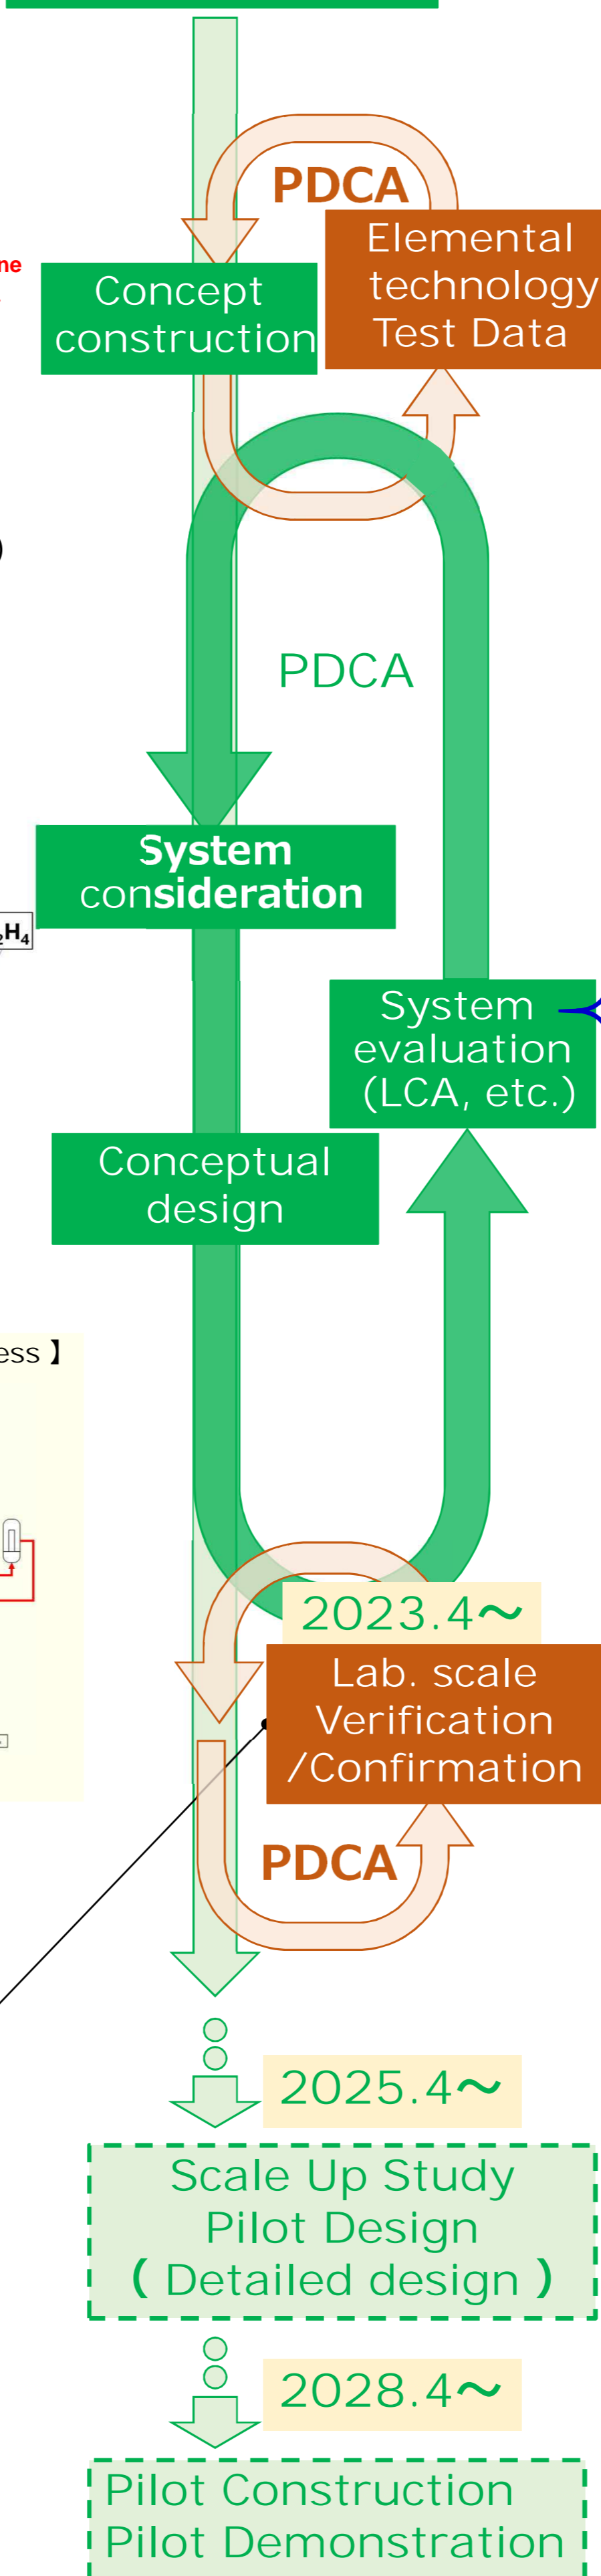 PDCA
Elemental
technology
Test Data
Concept
construction
PDCA
System
consideration
H₄
System
evaluation
(LCA, etc.)
Conceptual
design
】
2023.4～
Lab. scale
Verification
/Confirmation
PDCA
2025.4～
Scale Up Study
Pilot Design
( Detailed design )
2028.4～
Pilot Construction
Pilot Demonstration